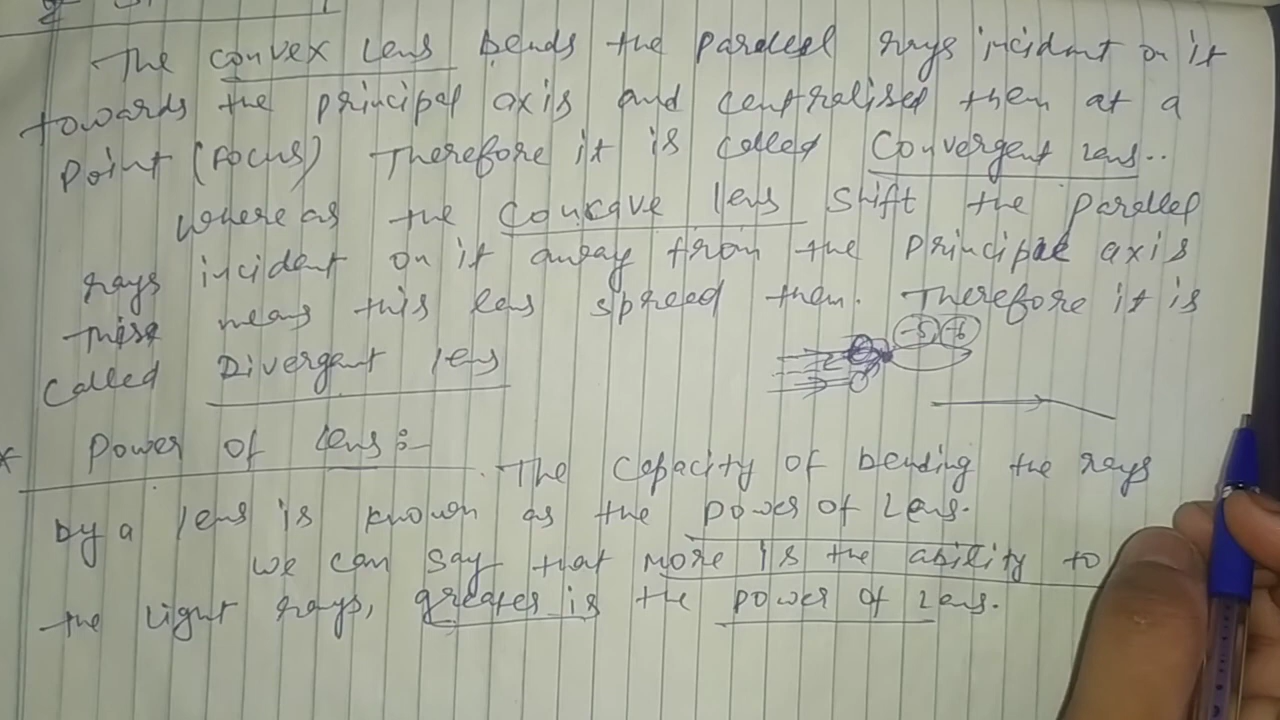 The convex lens bends the parallel rays incident on it
towards the principal axis and centralised them at a
Point (Focus) Therefore it is called Convergent lens..
whereas the concave lens shift the parallel
rays incident on it away from the principal axis
means this lens spread them. Therefore it is
-5 +6
called Divergent lens
* Power of lens :-
The capacity of bending the rays
by a lens is known as the power of Lens.
we can say that more is the ability to
the light rays, greater is the power of Lens.